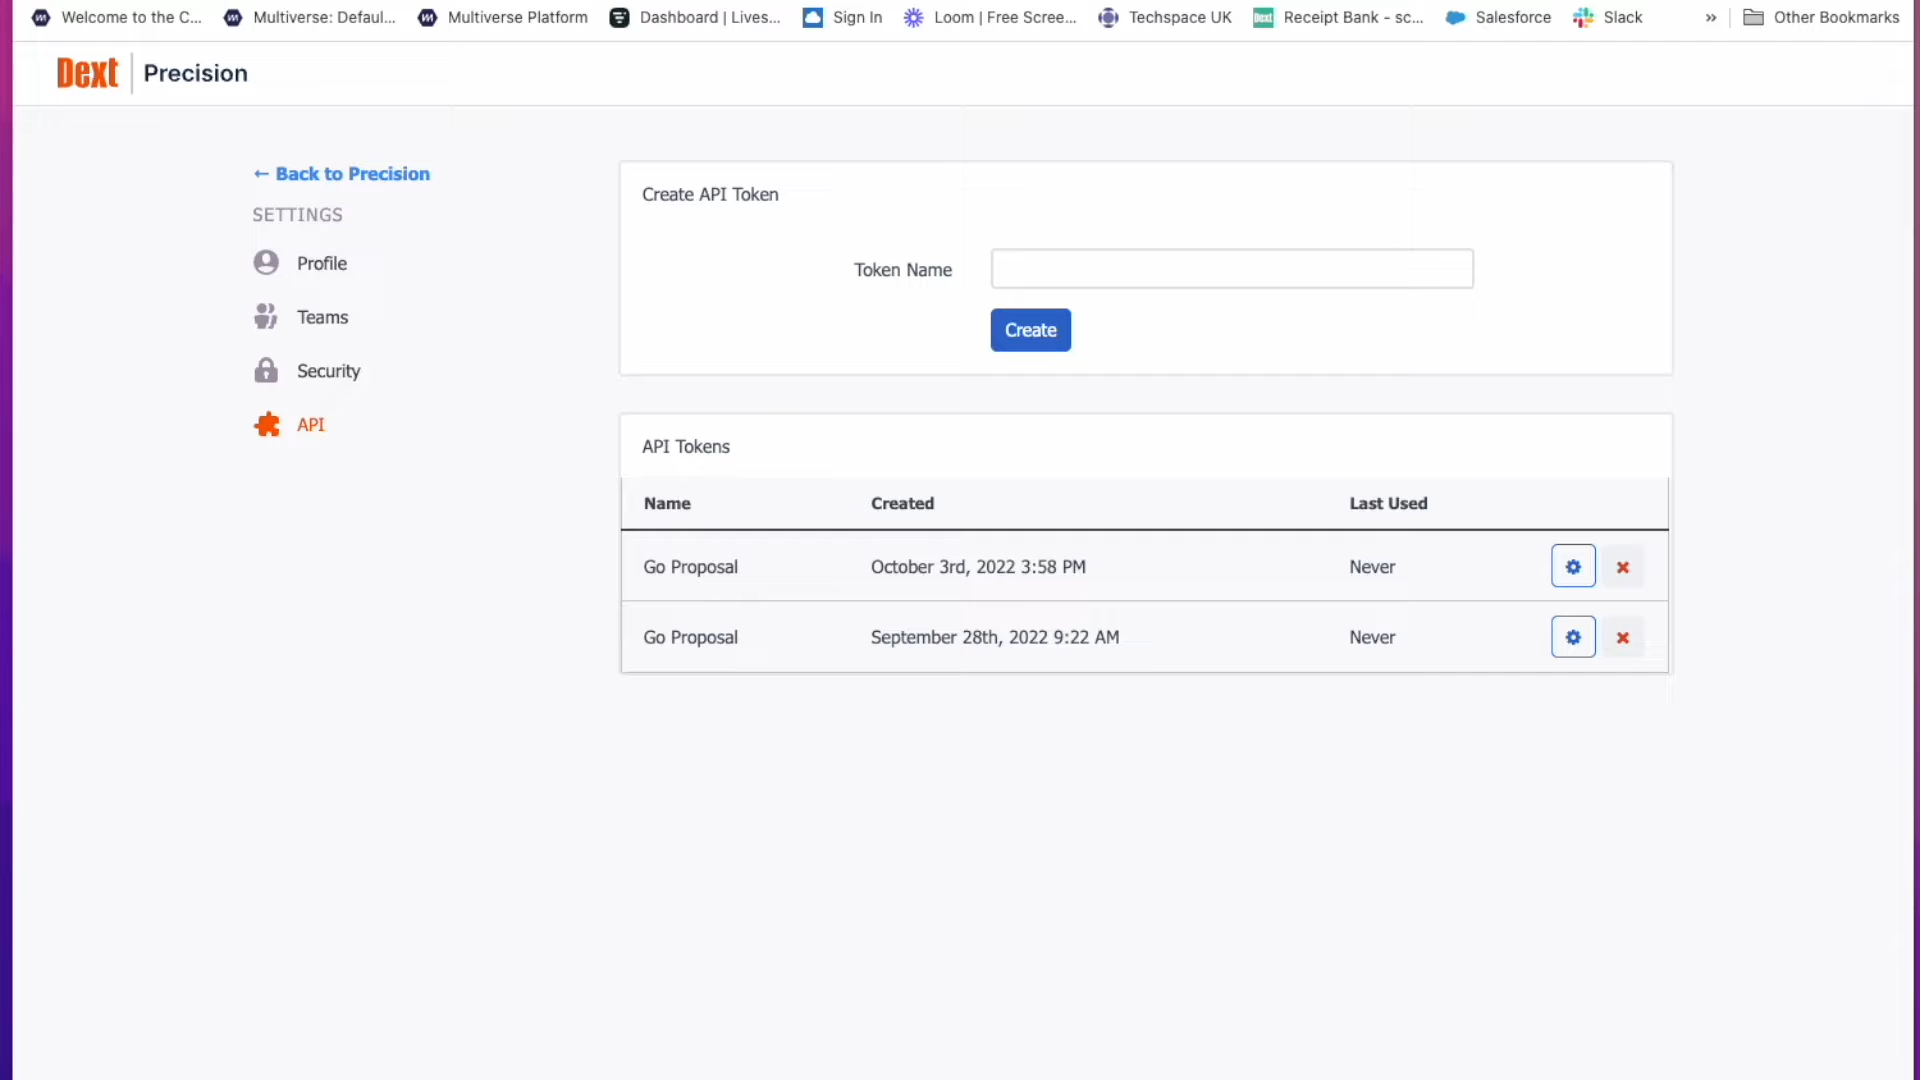 Welcome to the C... Multiverse: Defaul... Multiverse Platform Dashboard | Lives... Sign In Loom | Free Scree... Techspace UK Dext Receipt Bank - sc... Salesforce Slack » Other Bookmarks
Dext Precision
← Back to Precision
SETTINGS
Profile
Teams
Security
API
Create API Token
Token Name
Create
API Tokens
Name Created Last Used
Go Proposal October 3rd, 2022 3:58 PM Never
Go Proposal September 28th, 2022 9:22 AM Never